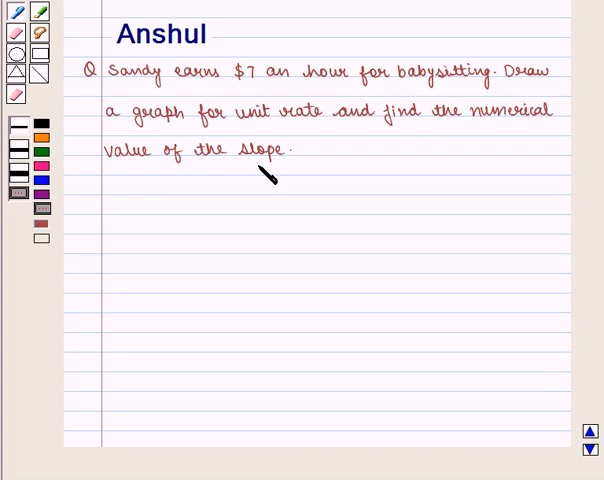 Anshul
Q Sandy earns $7 an hour for babysitting. Draw
a graph for unit rate and find the numerical
value of the slope.